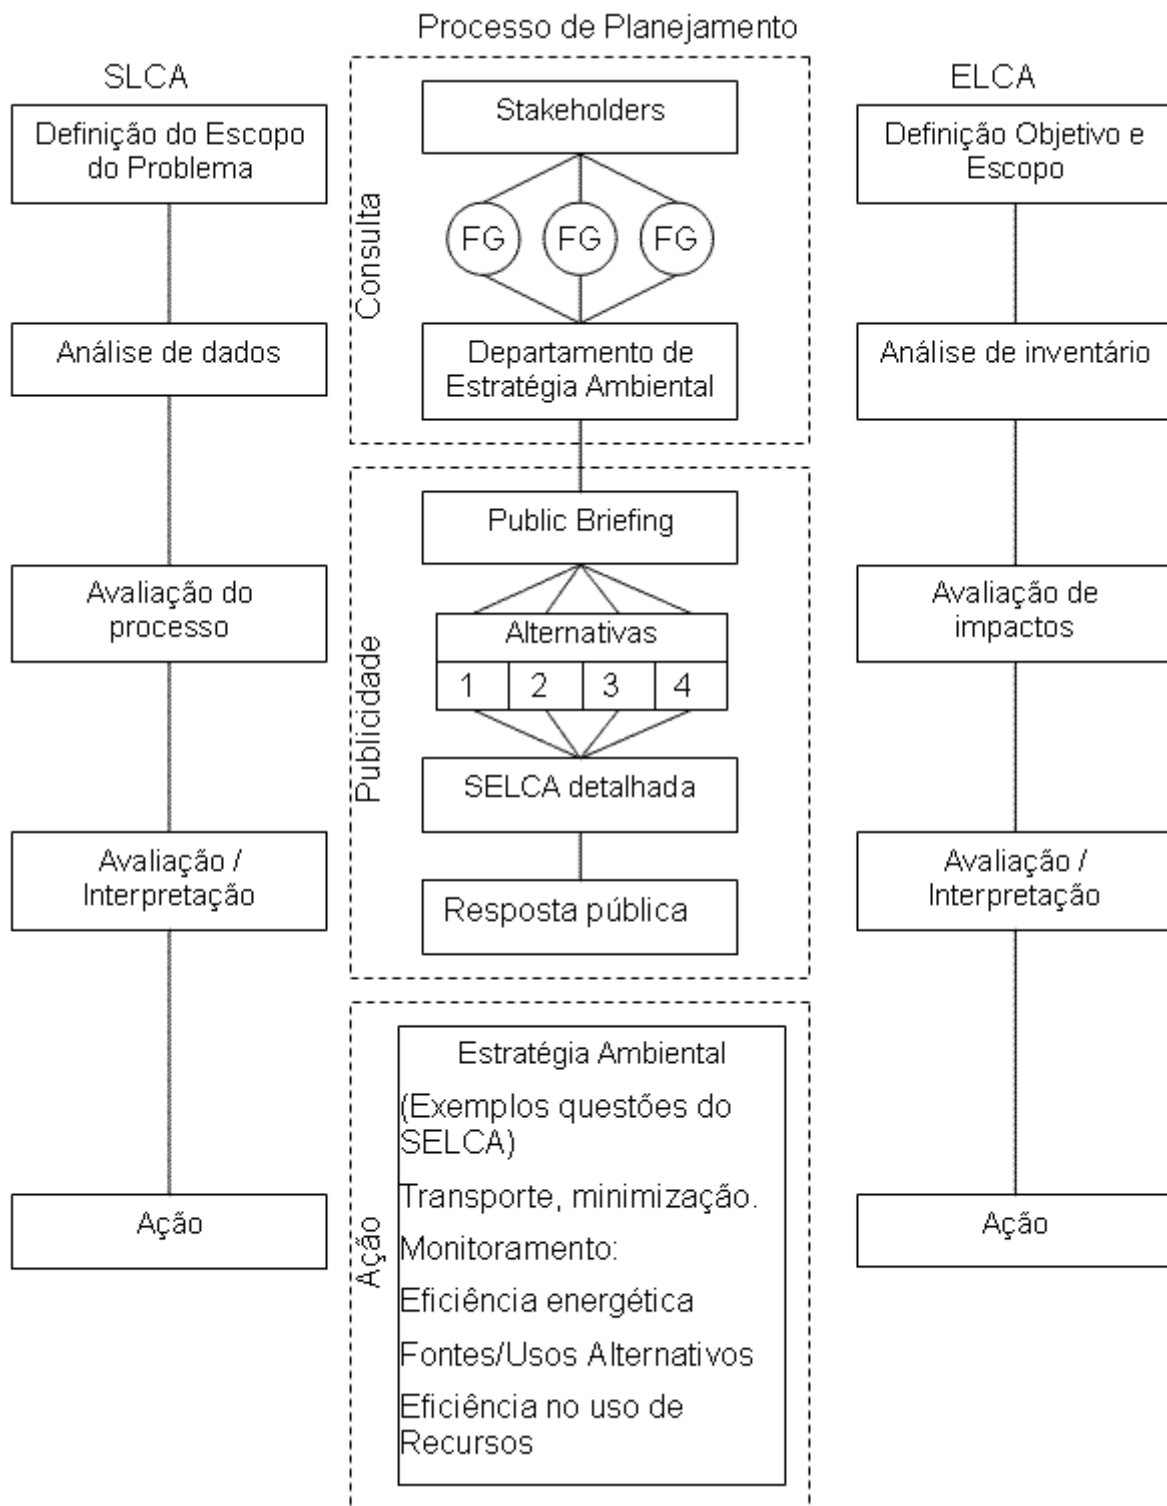 Processo de Planejamento
SLCA
Definição do Escopo
do Problema
Análise de dados
Avaliação do
processo
Avaliação /
Interpretação
Ação
Consulta
Stakeholders
FG FG FG
Departamento de
Estratégia Ambiental
Publicidade
Public Briefing
Alternativas
1 2 3 4
SELCA detalhada
Resposta pública
Ação
Estratégia Ambiental
(Exemplos questões do
SELCA)
Transporte, minimização.
Monitoramento:
Eficiência energética
Fontes/Usos Alternativos
Eficiência no uso de
Recursos
ELCA
Definição Objetivo e
Escopo
Análise de inventário
Avaliação de
impactos
Avaliação /
Interpretação
Ação